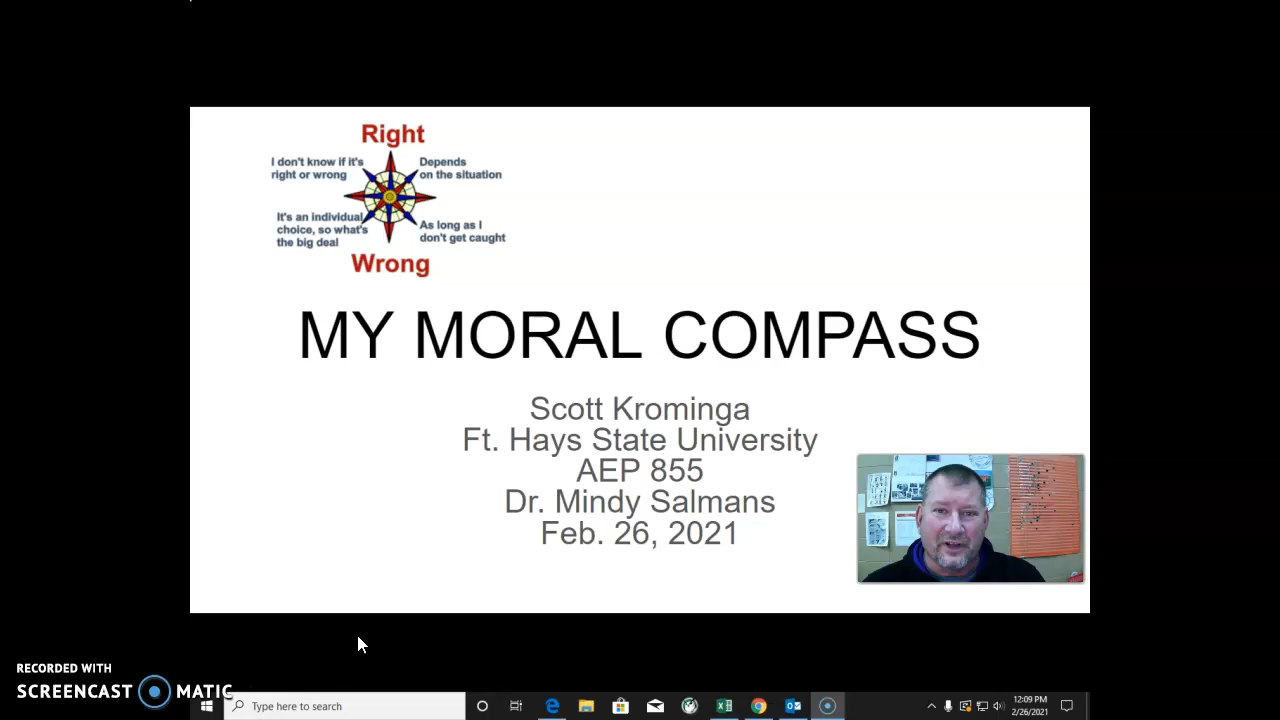 Right
I don't know if it's
right or wrong
Depends
on the situation
It's an individual
choice, so what's
the big deal
As long as I
don't get caught
Wrong
MY MORAL COMPASS
Scott Krominga
Ft. Hays State University
AEP 855
Dr. Mindy Salmans
Feb. 26, 2021
RECORDED WITH
SCREENCAST MATIC
Type here to search
12:09 PM
2/26/2021